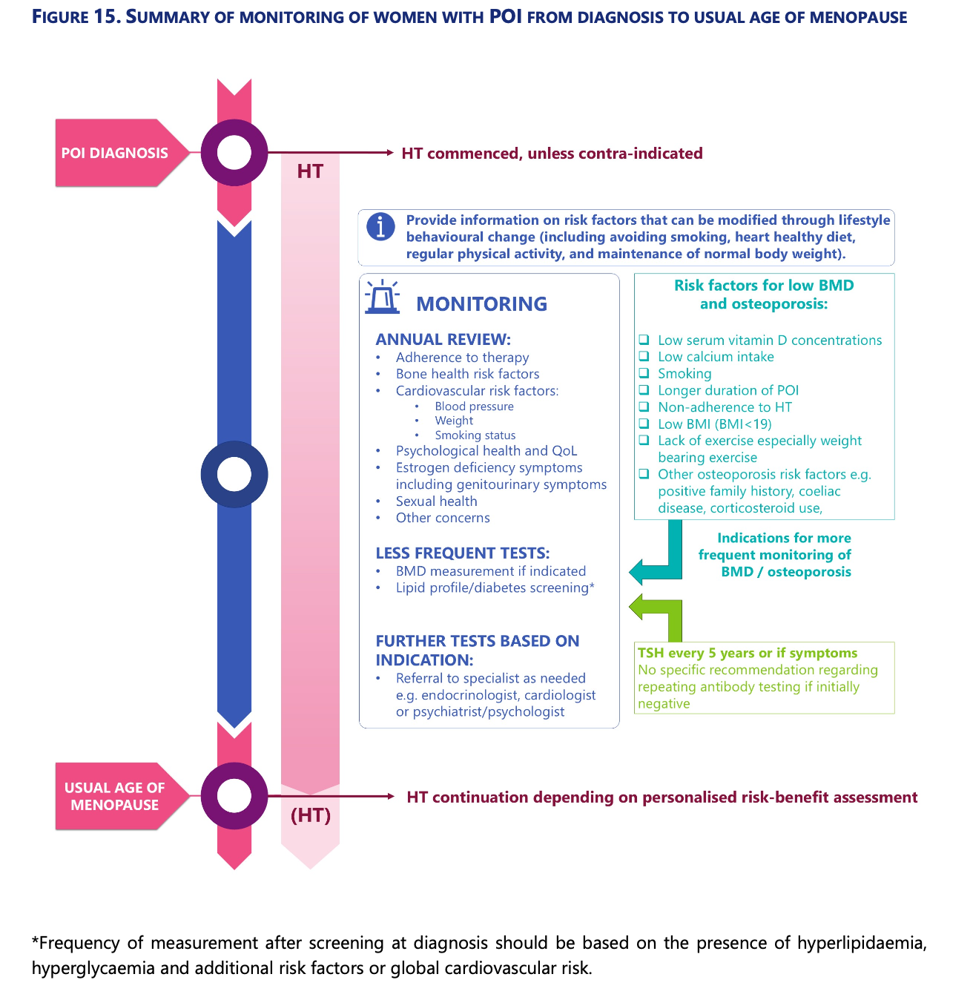 FIGURE 15. SUMMARY OF MONITORING OF WOMEN WITH POI FROM DIAGNOSIS TO USUAL AGE OF MENOPAUSE
POI DIAGNOSIS
HT commenced, unless contra-indicated
HT
i
Provide information on risk factors that can be modified through lifestyle
behavioural change (including avoiding smoking, heart healthy diet,
regular physical activity, and maintenance of normal body weight).
MONITORING
ANNUAL REVIEW:
• Adherence to therapy
• Bone health risk factors
• Cardiovascular risk factors:
• Blood pressure
• Weight
• Smoking status
• Psychological health and QoL
• Estrogen deficiency symptoms
including genitourinary symptoms
• Sexual health
• Other concerns
LESS FREQUENT TESTS:
• BMD measurement if indicated
• Lipid profile/diabetes screening*
FURTHER TESTS BASED ON
INDICATION:
• Referral to specialist as needed
e.g. endocrinologist, cardiologist
or psychiatrist/psychologist
Risk factors for low BMD
and osteoporosis:
❑ Low serum vitamin D concentrations
❑ Low calcium intake
❑ Smoking
❑ Longer duration of POI
❑ Non-adherence to HT
❑ Low BMI (BMI<19)
❑ Lack of exercise especially weight
bearing exercise
❑ Other osteoporosis risk factors e.g.
positive family history, coeliac
disease, corticosteroid use,
Indications for more
frequent monitoring of
BMD / osteoporosis
TSH every 5 years or if symptoms
No specific recommendation regarding
repeating antibody testing if initially
negative
USUAL AGE OF
MENOPAUSE
HT continuation depending on personalised risk-benefit assessment
(HT)
*Frequency of measurement after screening at diagnosis should be based on the presence of hyperlipidaemia,
hyperglycaemia and additional risk factors or global cardiovascular risk.